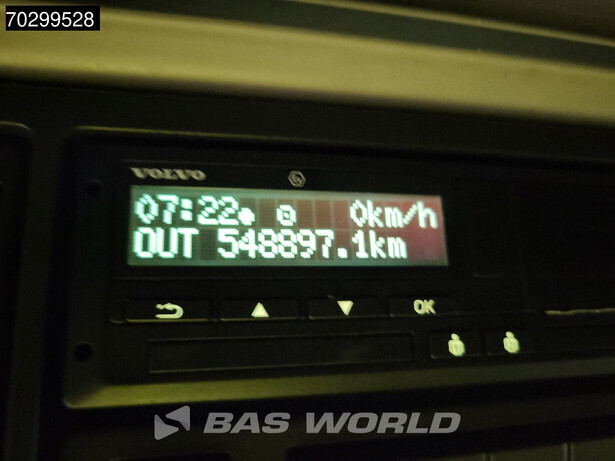 70299528
VOLVO
07:22 0km/h
OUT 548897.1km
OK
BAS WORLD